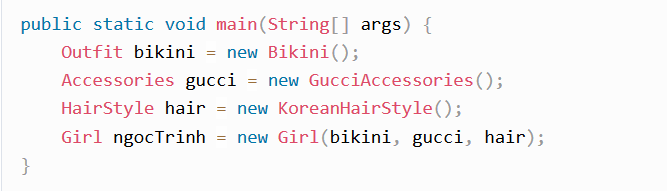 public static void main(String[] args) {
    Outfit bikini = new Bikini();
    Accessories gucci = new GucciAccessories();
    HairStyle hair = new KoreanHairStyle();
    Girl ngocTrinh = new Girl(bikini, gucci, hair);
}